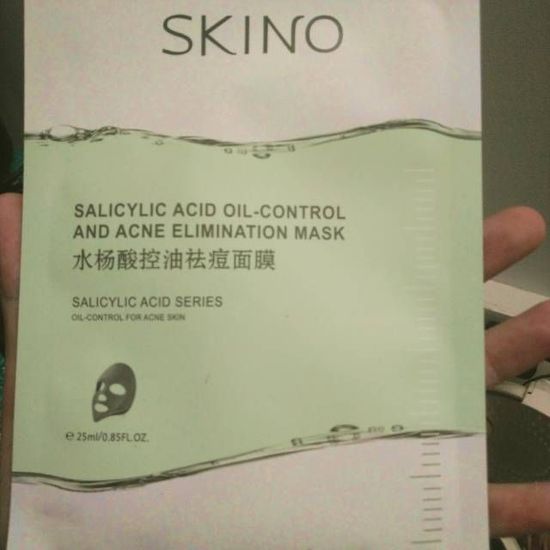 SKINO
SALICYLIC ACID OIL-CONTROL
AND ACNE ELIMINATION MASK
水杨酸控油祛痘面膜
SALICYLIC ACID SERIES
OIL-CONTROL FOR ACNE SKIN
℮ 25ml/0.85FL.OZ.